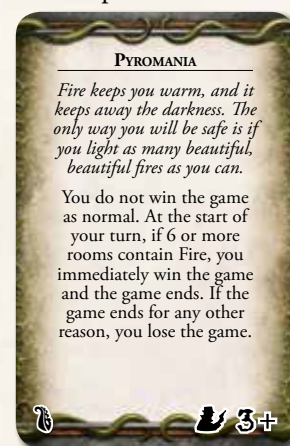 PYROMANIA
Fire keeps you warm, and it
keeps away the darkness. The
only way you will be safe is if
you light as many beautiful,
beautiful fires as you can.
You do not win the game
as normal. At the start of
your turn, if 6 or more
rooms contain Fire, you
immediately win the game
and the game ends. If the
game ends for any other
reason, you lose the game.
3+